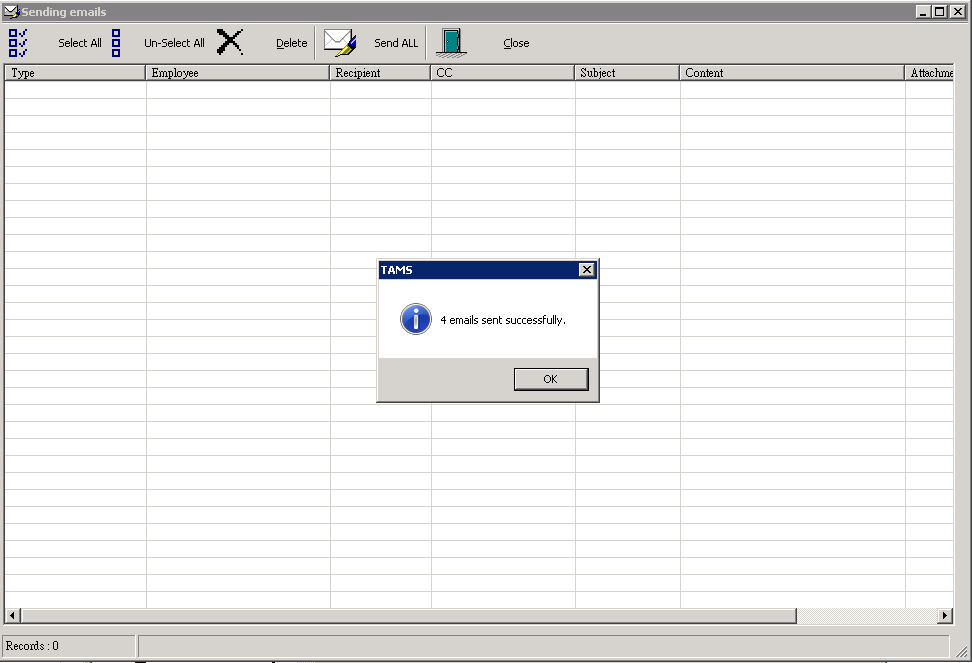 Sending emails
Select All Un-Select All Delete Send ALL Close
Type Employee Recipient CC Subject Content Attachme
TAMS
4 emails sent successfully.
OK
Records : 0